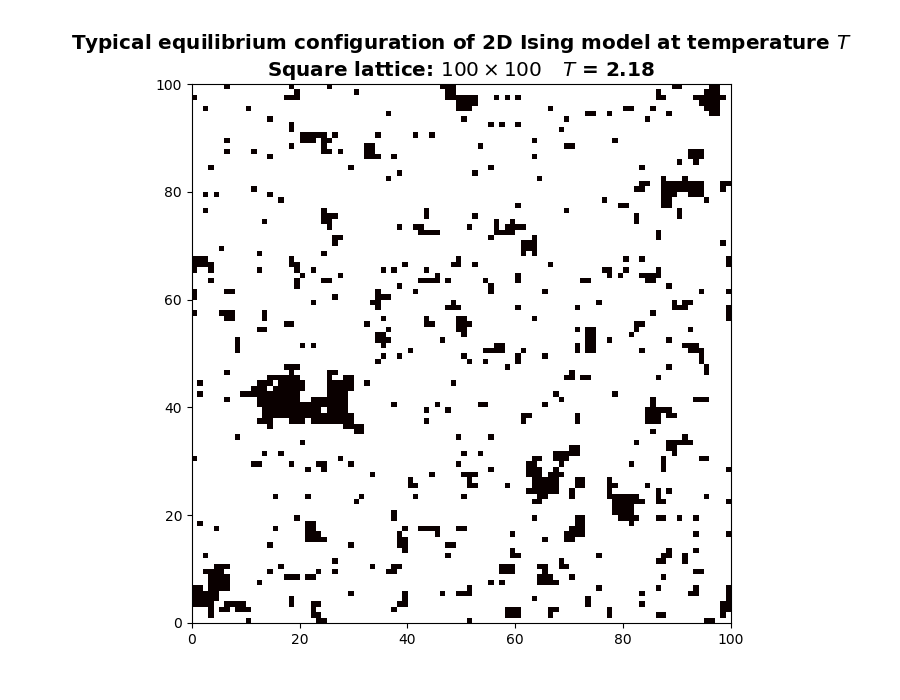 Typical equilibrium configuration of 2D Ising model at temperature T
Square lattice: 100 × 100 T = 2.18
100
80
60
40
20
0
0 20 40 60 80 100